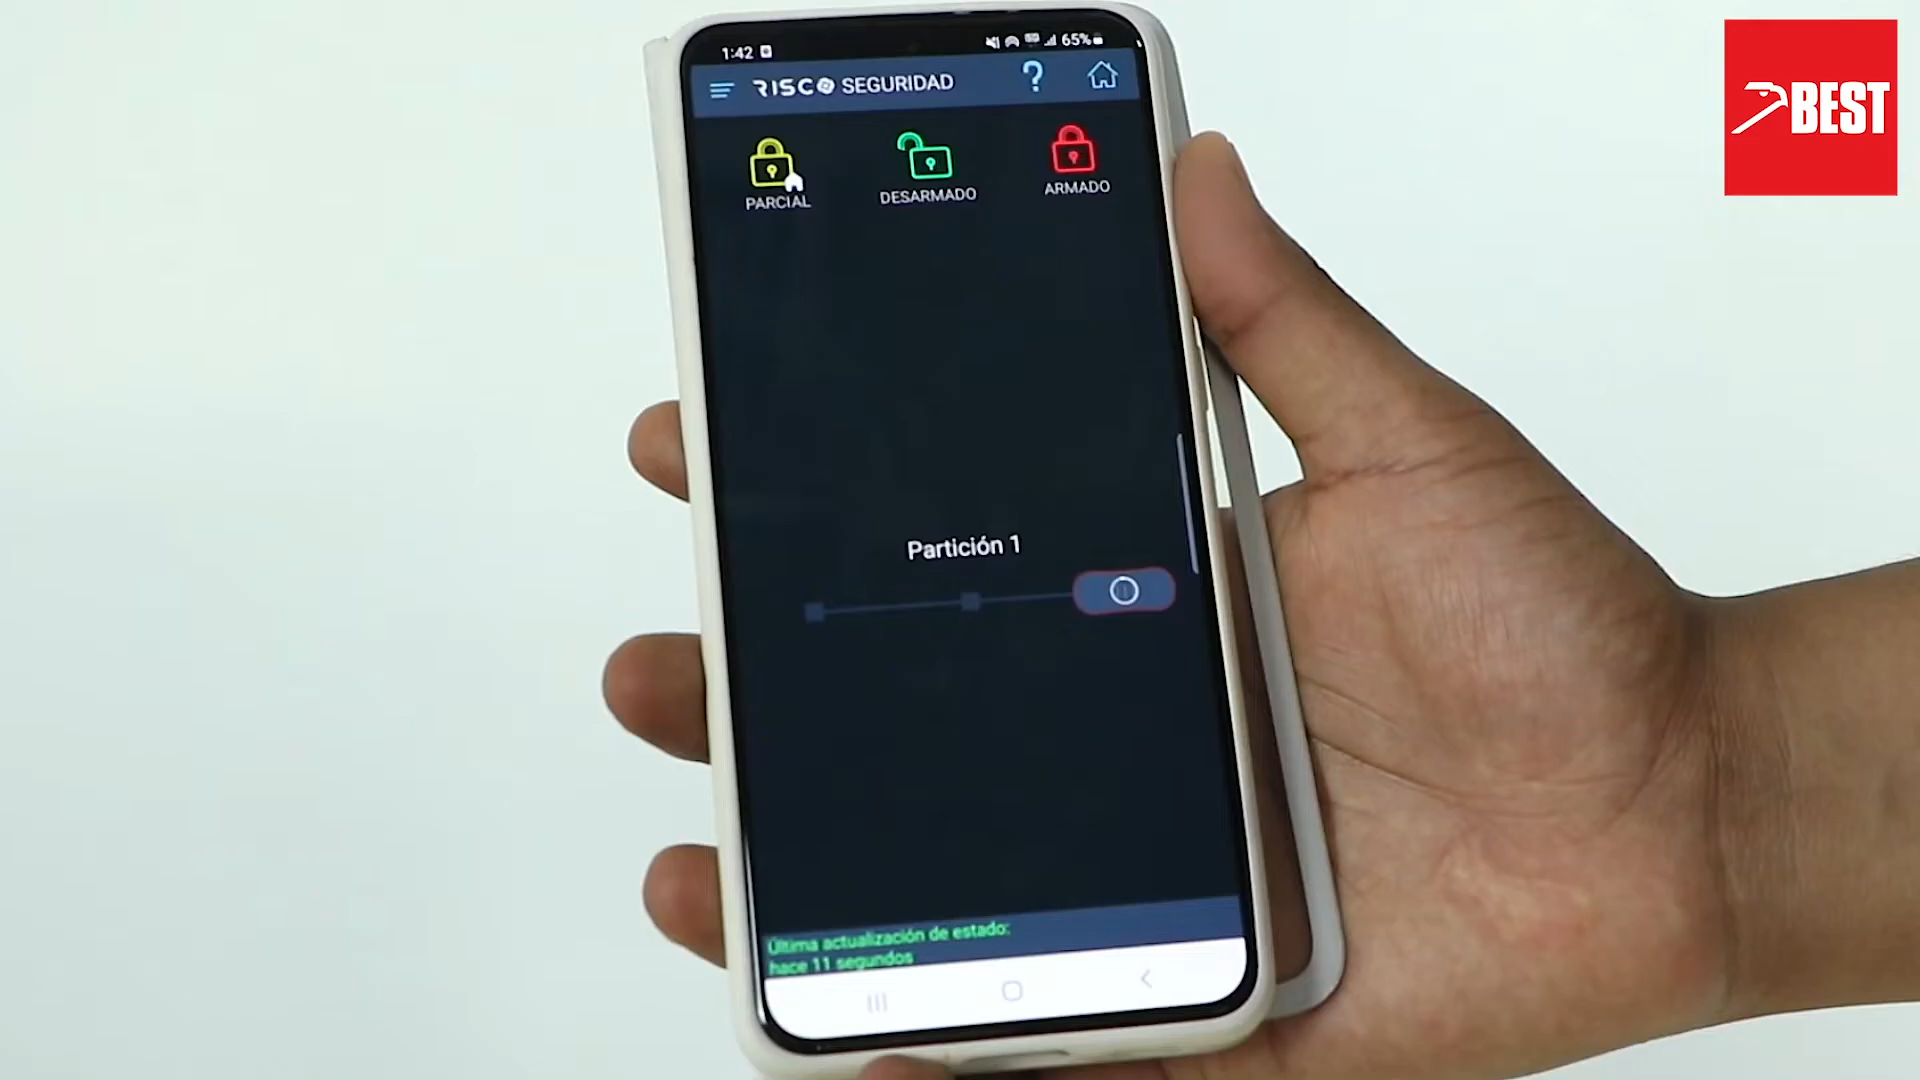 1:42
65%
RISCO SEGURIDAD
?
PARCIAL
DESARMADO
ARMADO
Partición 1
Última actualización de estado:
hace 11 segundos
BEST